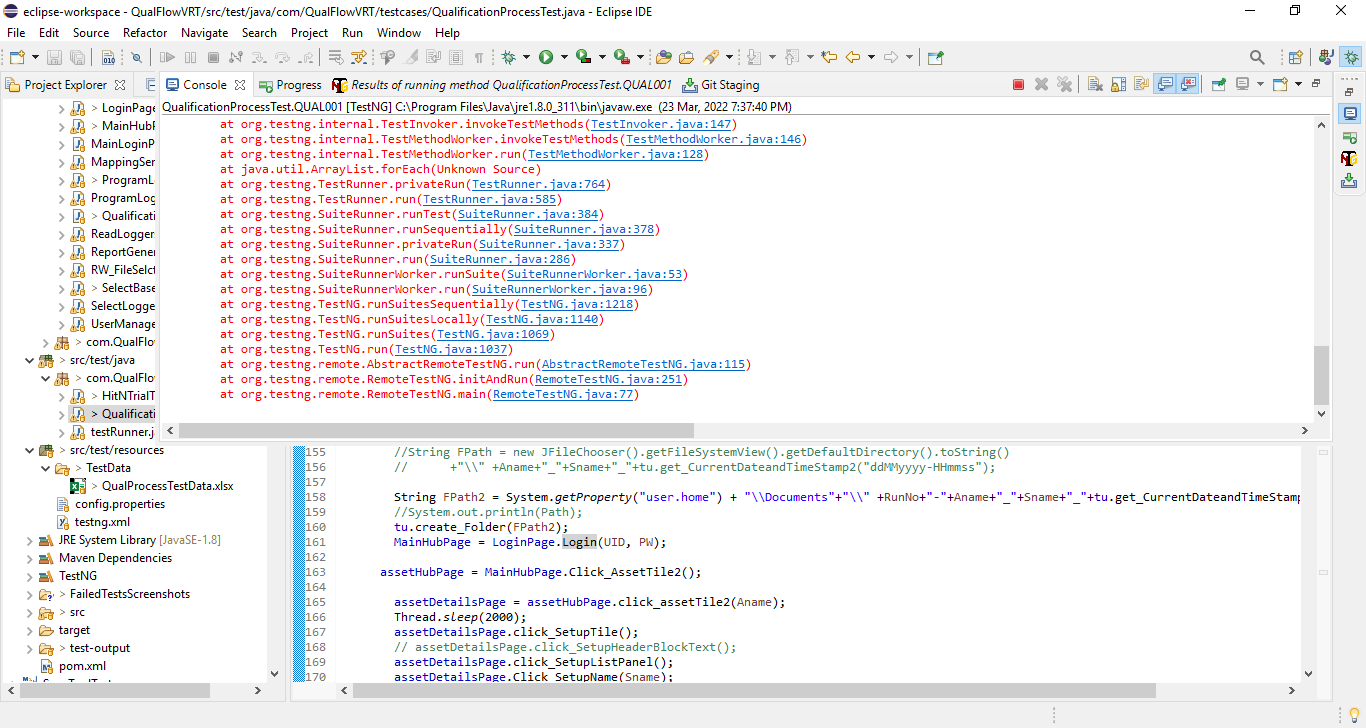 eclipse-workspace - QualFlowVRT/src/test/java/com/QualFlowVRT/testcases/QualificationProcessTest.java - Eclipse IDE
File Edit Source Refactor Navigate Search Project Run Window Help
Project Explorer
Console
Progress
Results of running method QualificationProcessTest.QUAL001
Git Staging
QualificationProcessTest.QUAL001 [TestNG] C:\Program Files\Java\jre1.8.0_311\bin\javaw.exe (23 Mar, 2022 7:37:40 PM)
at org.testng.internal.TestInvoker.invokeTestMethods(TestInvoker.java:147)
at org.testng.internal.TestMethodWorker.invokeTestMethods(TestMethodWorker.java:146)
at org.testng.internal.TestMethodWorker.run(TestMethodWorker.java:128)
at java.util.ArrayList.forEach(Unknown Source)
at org.testng.TestRunner.privateRun(TestRunner.java:764)
at org.testng.TestRunner.run(TestRunner.java:585)
at org.testng.SuiteRunner.runTest(SuiteRunner.java:384)
at org.testng.SuiteRunner.runSequentially(SuiteRunner.java:378)
at org.testng.SuiteRunner.privateRun(SuiteRunner.java:337)
at org.testng.SuiteRunner.run(SuiteRunner.java:286)
at org.testng.SuiteRunnerWorker.runSuite(SuiteRunnerWorker.java:53)
at org.testng.SuiteRunnerWorker.run(SuiteRunnerWorker.java:96)
at org.testng.TestNG.runSuitesSequentially(TestNG.java:1218)
at org.testng.TestNG.runSuitesLocally(TestNG.java:1140)
at org.testng.TestNG.runSuites(TestNG.java:1069)
at org.testng.TestNG.run(TestNG.java:1037)
at org.testng.remote.AbstractRemoteTestNG.run(AbstractRemoteTestNG.java:115)
at org.testng.remote.RemoteTestNG.initAndRun(RemoteTestNG.java:251)
at org.testng.remote.RemoteTestNG.main(RemoteTestNG.java:77)
> LoginPage
> MainHubF
MainLoginP
MappingSer
> ProgramL
ProgramLog
> Qualificati
ReadLogger
ReportGener
RW_FileSelct
> SelectBase
SelectLogge
UserManage
> com.QualFlo
> src/test/java
> com.QualFlo
> HitNTrialT
> Qualificati
testRunner.j
> src/test/resources
> TestData
> QualProcessTestData.xlsx
config.properties
testng.xml
JRE System Library [JavaSE-1.8]
Maven Dependencies
TestNG
> FailedTestsScreenshots
> src
target
> test-output
pom.xml
155 //String FPath = new JFileChooser().getFileSystemView().getDefaultDirectory().toString()
156 // +"\\" +Aname+"_"+Sname+"_"+tu.get_CurrentDateandTimeStamp2("ddMMyyyy-HHmmss");
157
158 String FPath2 = System.getProperty("user.home") + "\\Documents"+"\\" +RunNo+"-"+Aname+"_"+Sname+"_"+tu.get_CurrentDateandTimeStamp
159 //System.out.println(Path);
160 tu.create_Folder(FPath2);
161 MainHubPage = LoginPage.Login(UID, PW);
162
163 assetHubPage = MainHubPage.Click_AssetTile2();
164
165 assetDetailsPage = assetHubPage.click_assetTile2(Aname);
166 Thread.sleep(2000);
167 assetDetailsPage.click_SetupTile();
168 // assetDetailsPage.click_SetupHeaderBlockText();
169 assetDetailsPage.click_SetupListPanel();
170 assetDetailsPage.Click_SetupName(Sname);